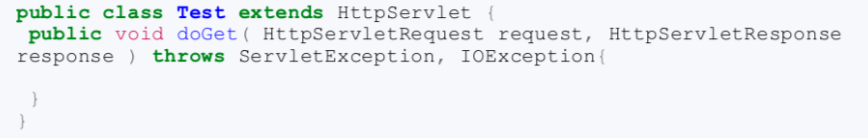 public class Test extends HttpServlet {
public void doGet( HttpServletRequest request, HttpServletResponse
response ) throws ServletException, IOException{
}
}